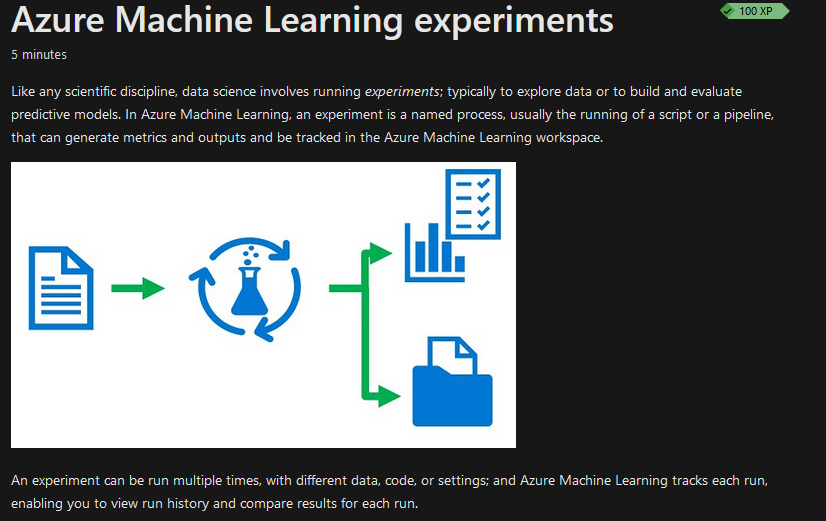 Azure Machine Learning experiments
100 XP
5 minutes
Like any scientific discipline, data science involves running experiments; typically to explore data or to build and evaluate
predictive models. In Azure Machine Learning, an experiment is a named process, usually the running of a script or a pipeline,
that can generate metrics and outputs and be tracked in the Azure Machine Learning workspace.
An experiment can be run multiple times, with different data, code, or settings; and Azure Machine Learning tracks each run,
enabling you to view run history and compare results for each run.